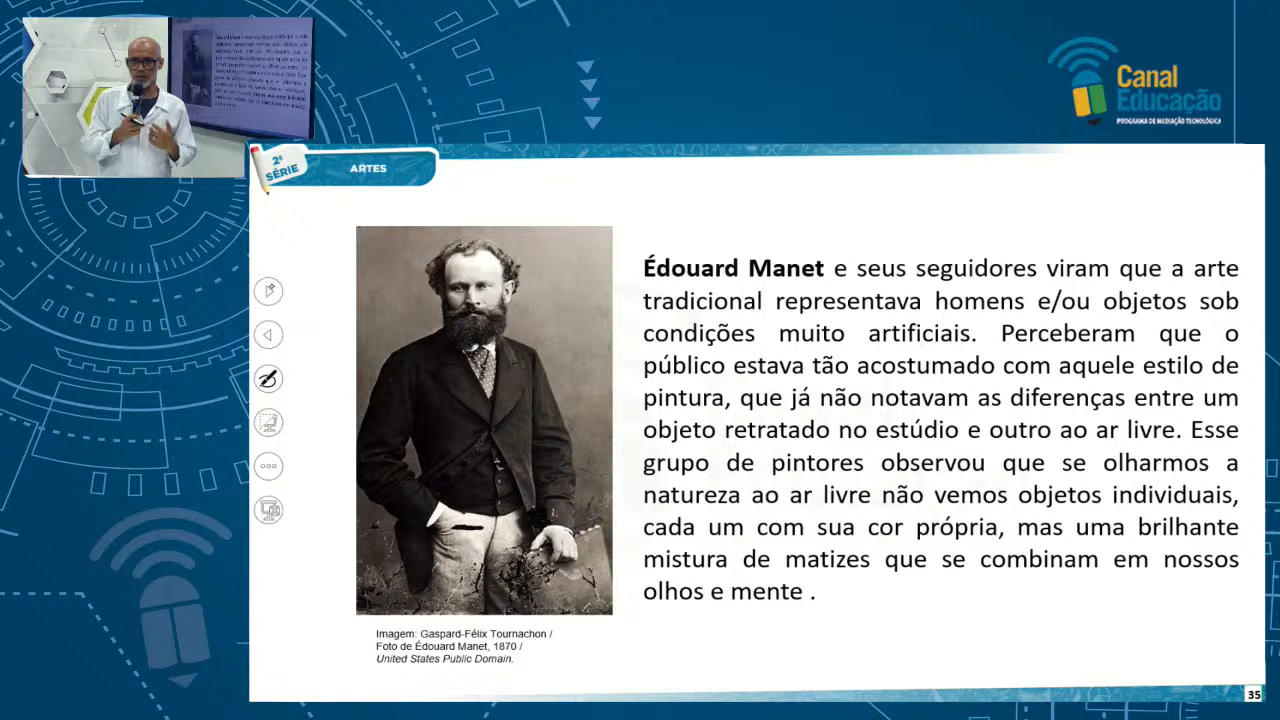 Canal
Educação
PROGRAMA DE MEDIAÇÃO TECNOLÓGICA
2ª
SÉRIE
ARTES
Édouard Manet e seus seguidores viram que a arte
tradicional representava homens e/ou objetos sob
condições muito artificiais. Perceberam que o
público estava tão acostumado com aquele estilo de
pintura, que já não notavam as diferenças entre um
objeto retratado no estúdio e outro ao ar livre. Esse
grupo de pintores observou que se olharmos a
natureza ao ar livre não vemos objetos individuais,
cada um com sua cor própria, mas uma brilhante
mistura de matizes que se combinam em nossos
olhos e mente .
Imagem: Gaspard-Félix Tournachon /
Foto de Édouard Manet, 1870 /
United States Public Domain.
35